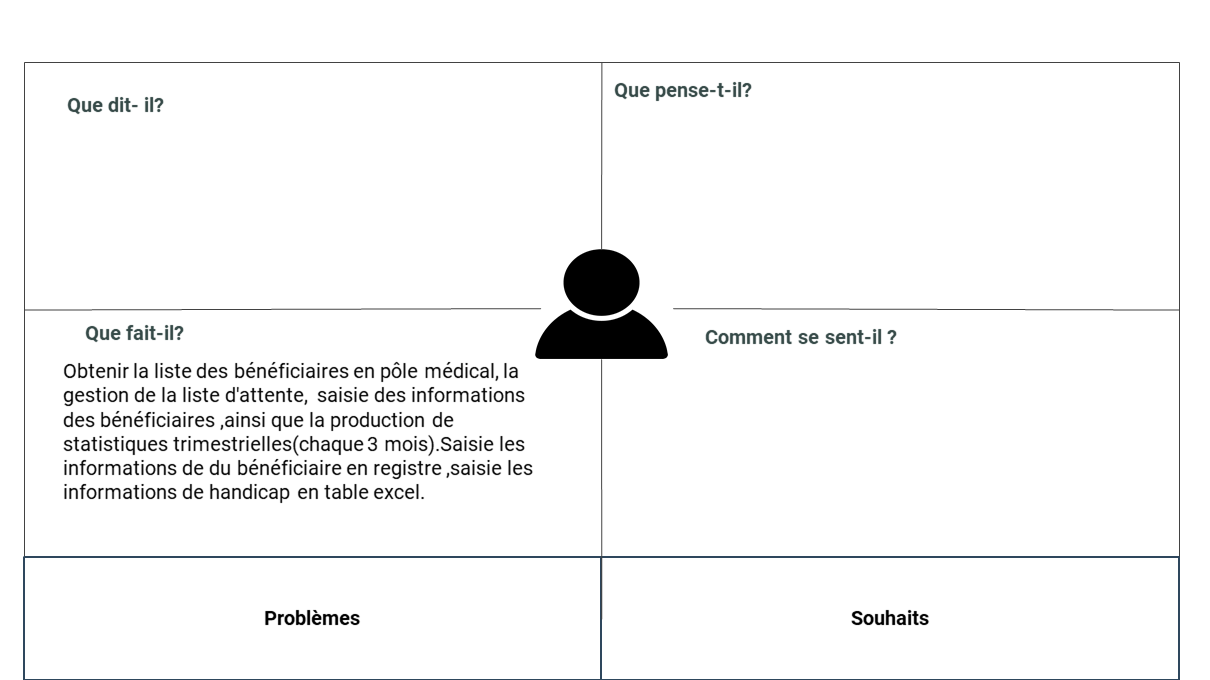 Que dit- il?
Que pense-t-il?
Que fait-il?
Obtenir la liste des bénéficiaires en pôle médical, la
gestion de la liste d'attente,  saisie des informations
des bénéficiaires ,ainsi que la production de
statistiques trimestrielles(chaque 3 mois).Saisie les
informations de du bénéficiaire en registre ,saisie les
informations de handicap en table excel.
Comment se sent-il ?
Problèmes
Souhaits